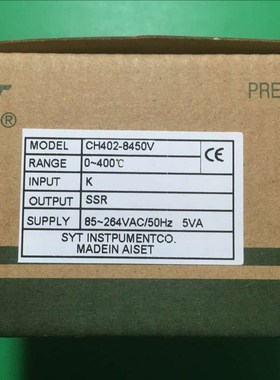 PRE
®
MODEL CH402-8450V
RANGE 0~400℃
CE
INPUT K
OUTPUT SSR
SUPPLY 85~264VAC/50Hz 5VA
SYT INSTPUMENTCO.
MADEIN AISET